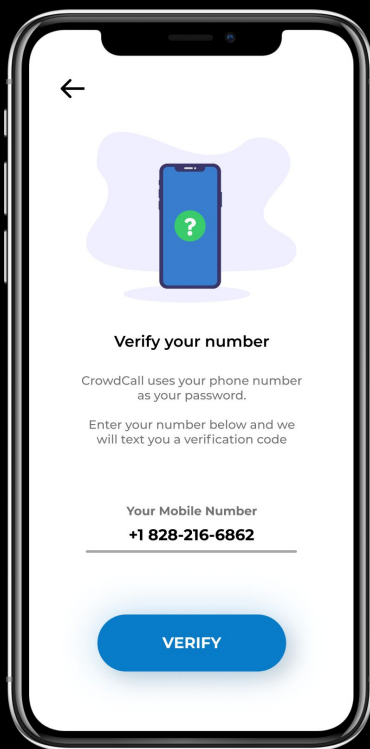 ?
Verify your number
CrowdCall uses your phone number
as your password.
Enter your number below and we
will text you a verification code
Your Mobile Number
+1 828-216-6862
VERIFY